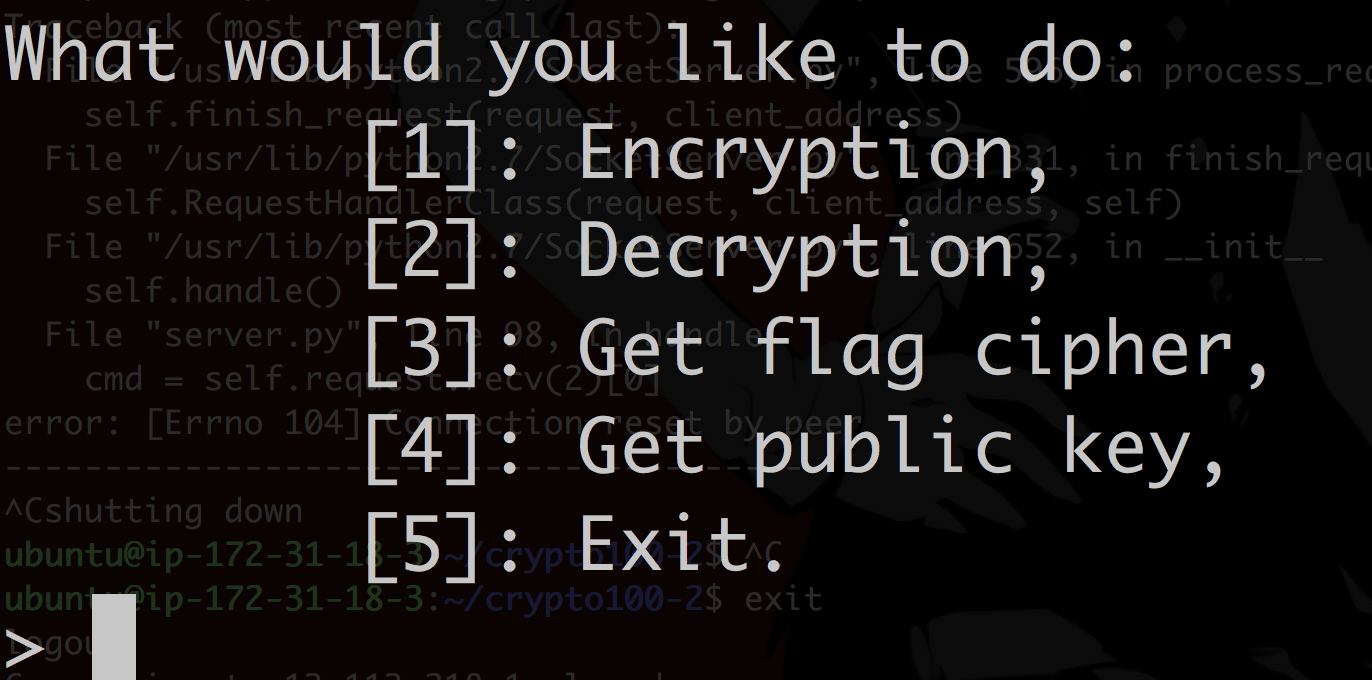 Traceback (most recent call last):
What would you like to do:
File "/usr/lib/python2.7/SocketServer.py", line 596, in process_req
self.finish_request(request, client_address)
[1]: Encryption,
File "/usr/lib/python2.7/SocketServer.py", line 331, in finish_requ
self.RequestHandlerClass(request, client_address, self)
[2]: Decryption,
File "/usr/lib/python2.7/SocketServer.py", line 652, in __init__
self.handle()
[3]: Get flag cipher,
File "server.py", line 98, in handle
cmd = self.request.recv(2)[0]
[4]: Get public key,
error: [Errno 104] Connection reset by peer
----------------------------------------
^Cshutting down
[5]: Exit.
ubuntu@ip-172-31-18-3:~/crypto100-2$ ^C
ubuntu@ip-172-31-18-3:~/crypto100-2$ exit
>
logout